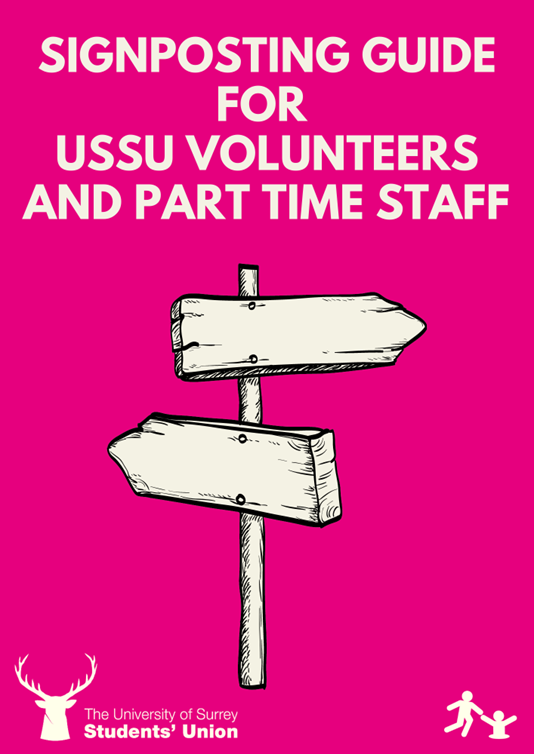 SIGNPOSTING GUIDE
FOR
USSU VOLUNTEERS
AND PART TIME STAFF
The University of Surrey
Students' Union